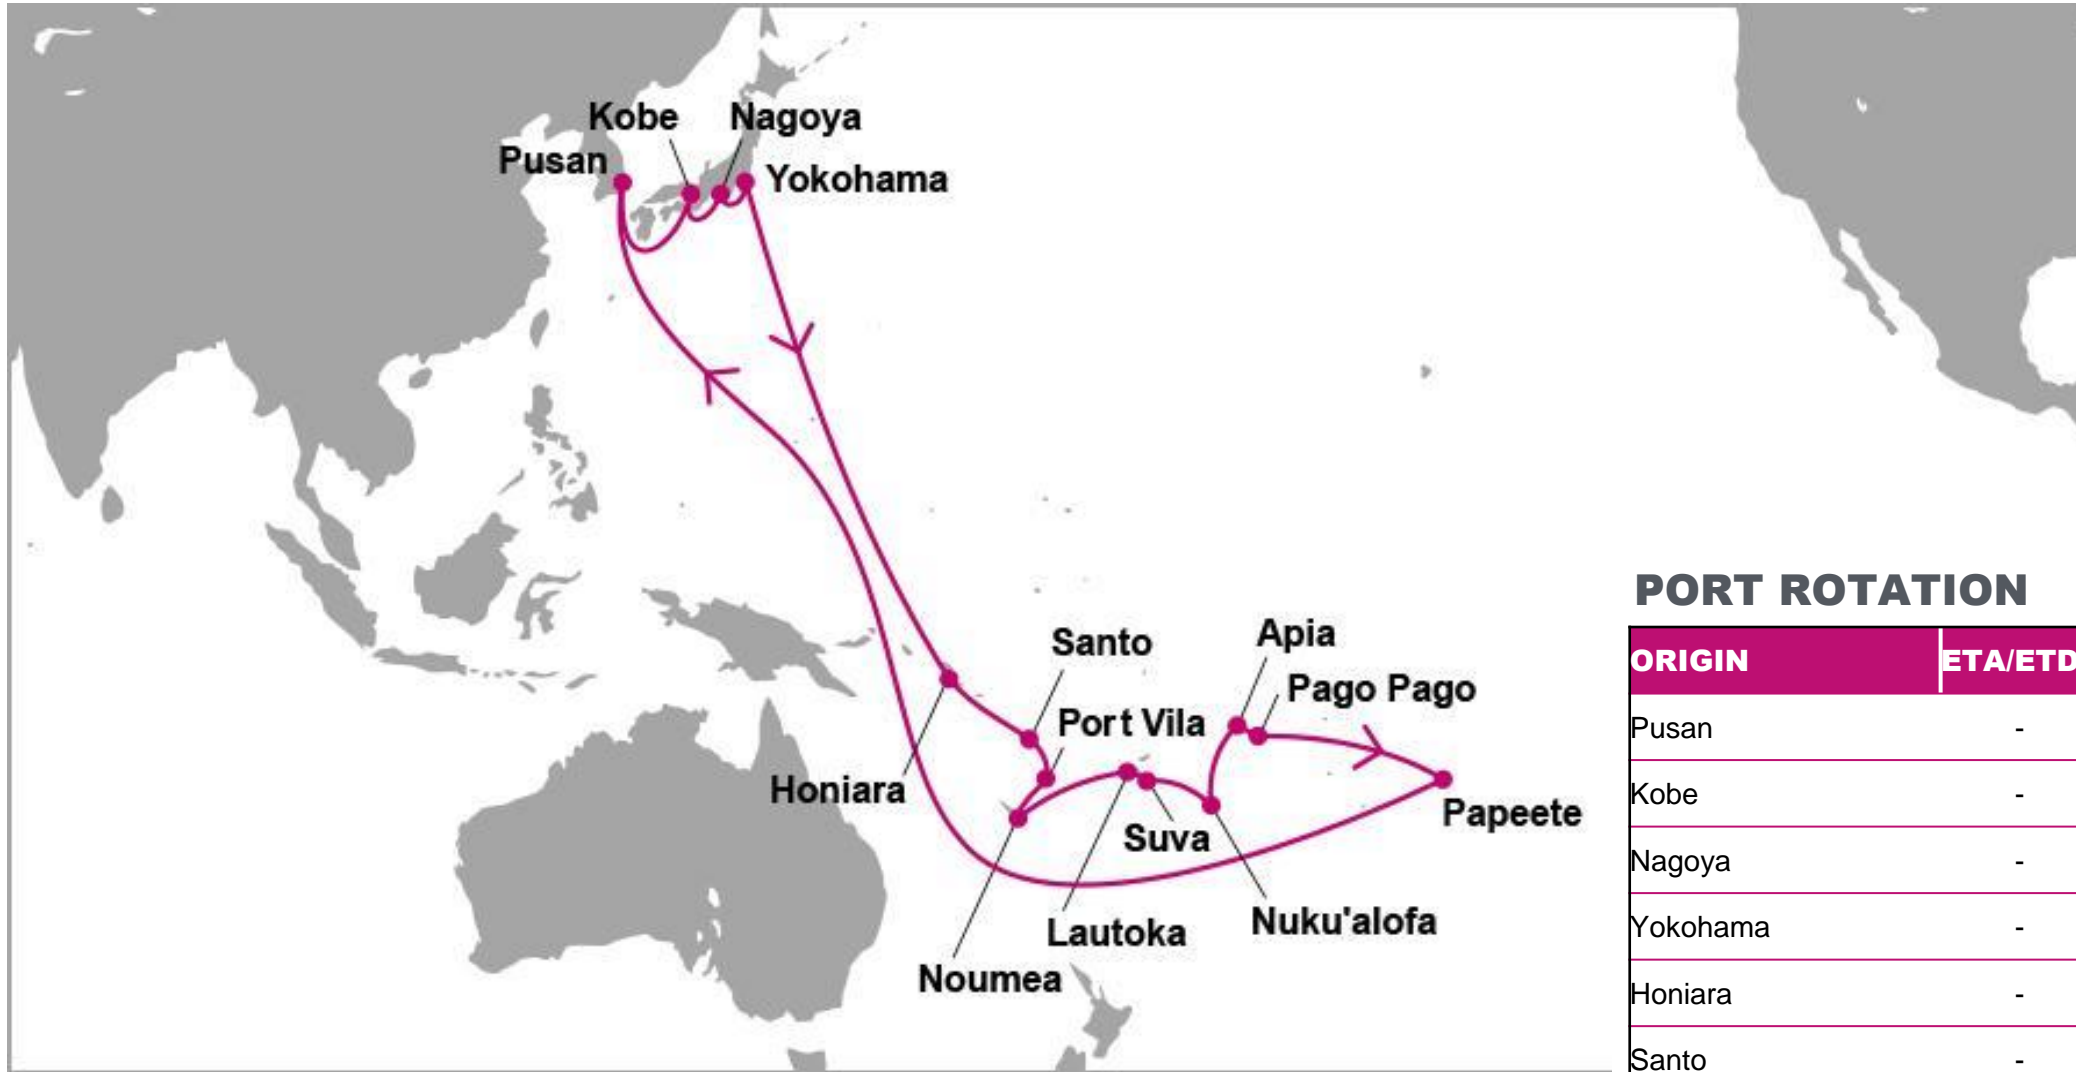 Kobe
Nagoya
Pusan
Yokohama
Santo
Apia
Pago Pago
Port Vila
Honiara
Papeete
Suva
Lautoka
Nuku'alofa
Noumea
PORT ROTATION
ORIGIN ETA/ETD
Pusan -
Kobe -
Nagoya -
Yokohama -
Honiara -
Santo -